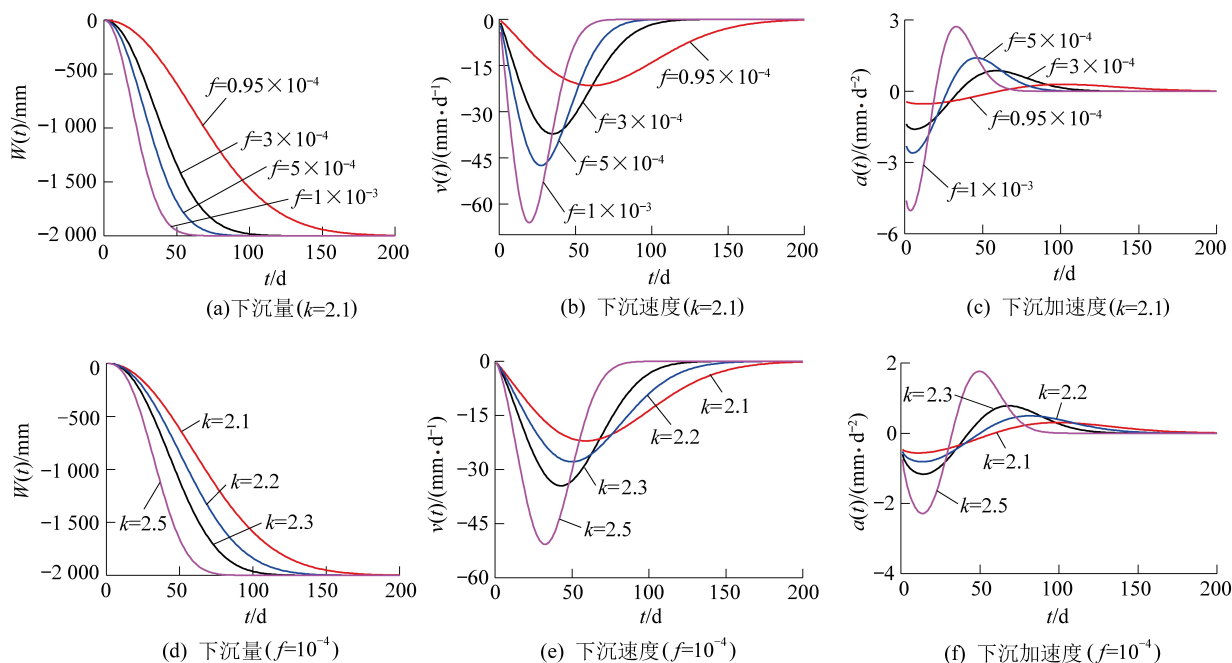 W(t)/mm
0
−500
−1 000
−1 500
−2 000
f=0.95×10⁻⁴
f=3×10⁻⁴
f=5×10⁻⁴
f=1×10⁻³
0 50 100 150 200
t/d
(a)下沉量(k=2.1)
v(t)/(mm·d⁻¹)
0
−15
−30
−45
−60
f=0.95×10⁻⁴
f=3×10⁻⁴
f=5×10⁻⁴
f=1×10⁻³
0 50 100 150 200
t/d
(b) 下沉速度(k=2.1)
a(t)/(mm·d⁻²)
3
0
−3
−6
f=5×10⁻⁴
f=3×10⁻⁴
f=0.95×10⁻⁴
f=1×10⁻³
0 50 100 150 200
t/d
(c) 下沉加速度(k=2.1)
W(t)/mm
0
−500
−1 000
−1 500
−2 000
k=2.1
k=2.2
k=2.5
k=2.3
0 50 100 150 200
t/d
(d) 下沉量(f=10⁻⁴)
v(t)/(mm·d⁻¹)
0
−15
−30
−45
−60
k=2.1
k=2.2
k=2.3
k=2.5
0 50 100 150 200
t/d
(e) 下沉速度(f=10⁻⁴)
a(t)/(mm·d⁻²)
2
0
−2
−4
k=2.3
k=2.2
k=2.1
k=2.5
0 50 100 150 200
t/d
(f) 下沉加速度(f=10⁻⁴)